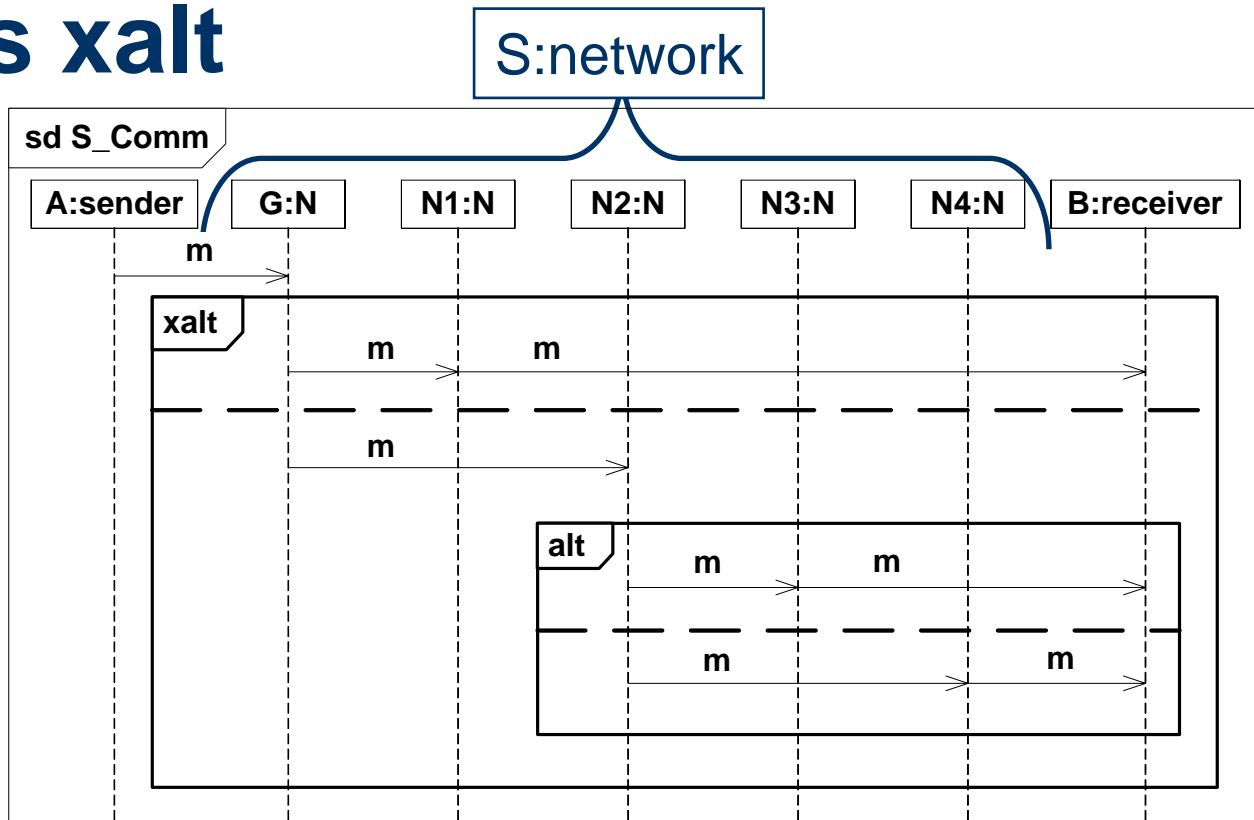 s xalt
S:network
sd S_Comm
A:sender G:N N1:N N2:N N3:N N4:N B:receiver
m
xalt
m m
m
alt
m m
m m